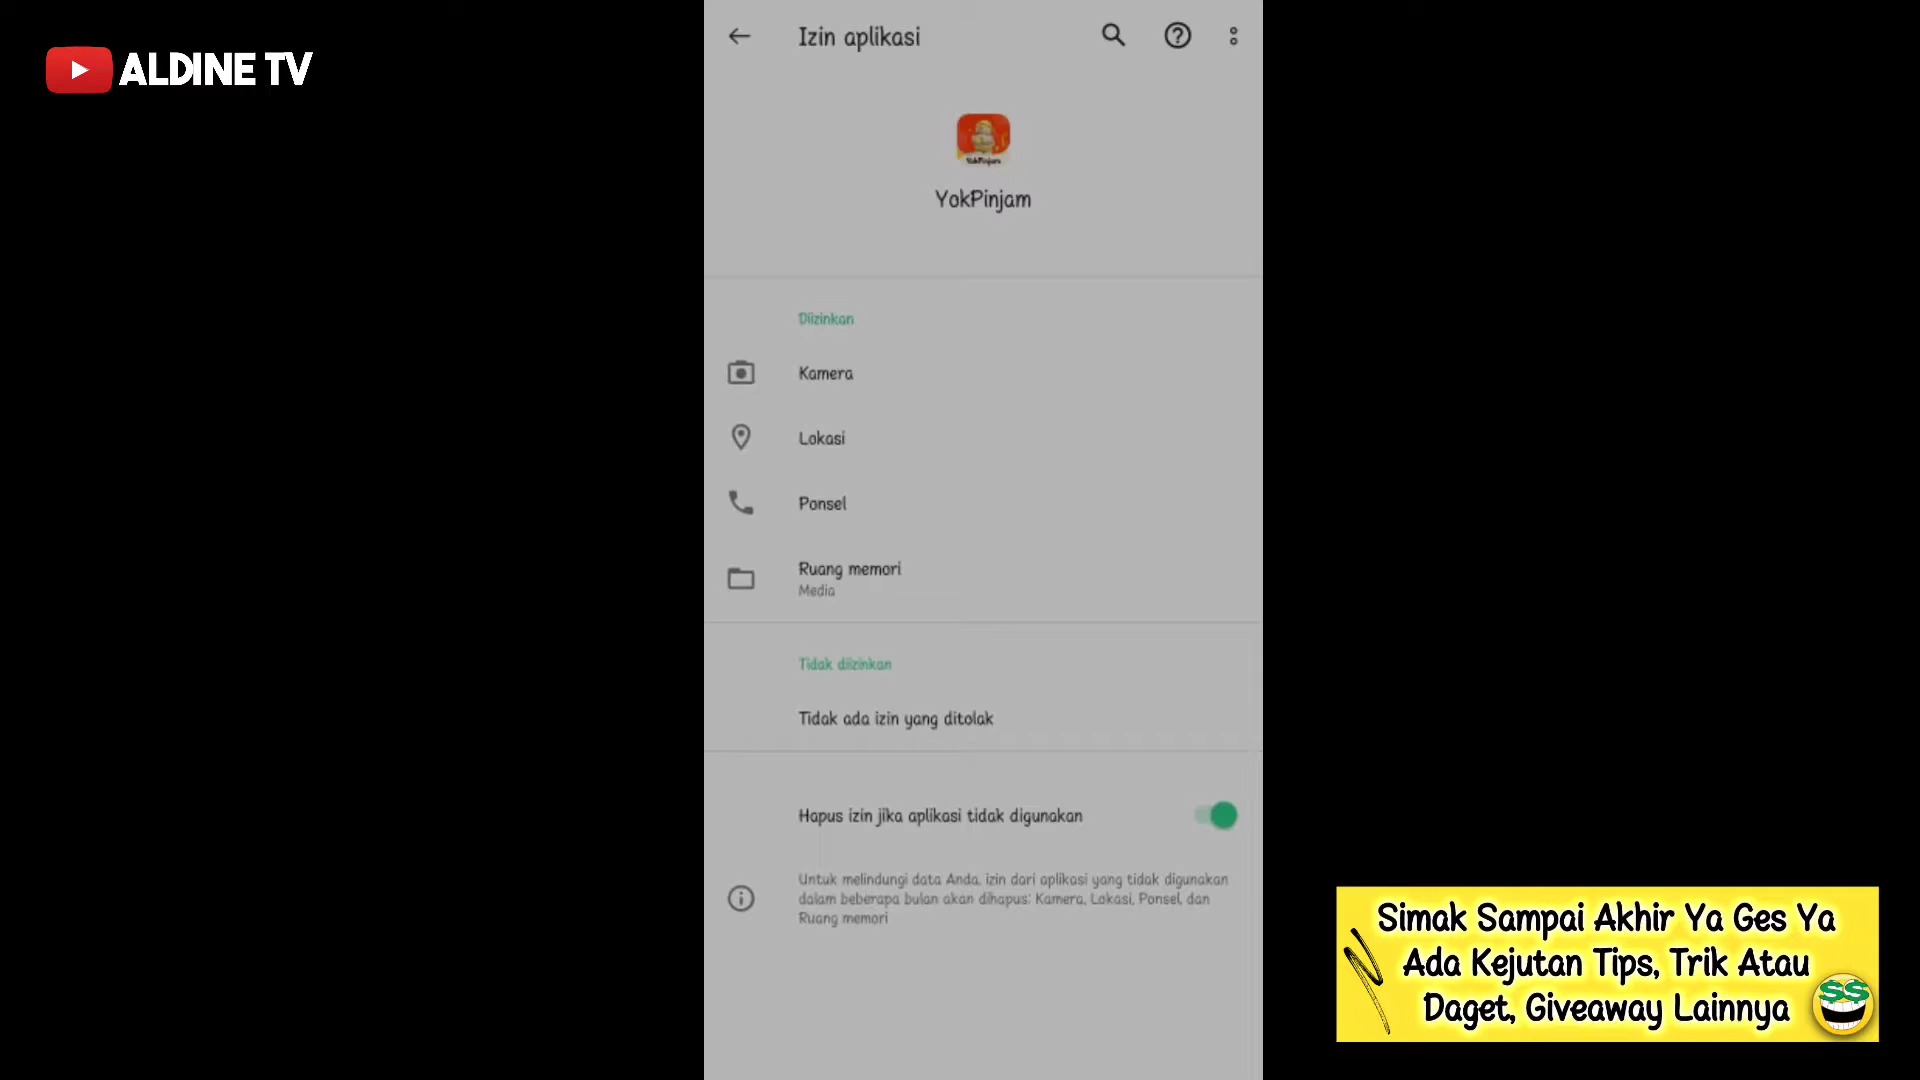 ALDINE TV
Izin aplikasi
YokPinjam
YokPinjam
Diizinkan
Kamera
Lokasi
Ponsel
Ruang memori
Media
Tidak diizinkan
Tidak ada izin yang ditolak
Hapus izin jika aplikasi tidak digunakan
Untuk melindungi data Anda, izin dari aplikasi yang tidak digunakan
dalam beberapa bulan akan dihapus: Kamera, Lokasi, Ponsel, dan
Ruang memori
Simak Sampai Akhir Ya Ges Ya
Ada Kejutan Tips, Trik Atau
Daget, Giveaway Lainnya
$$